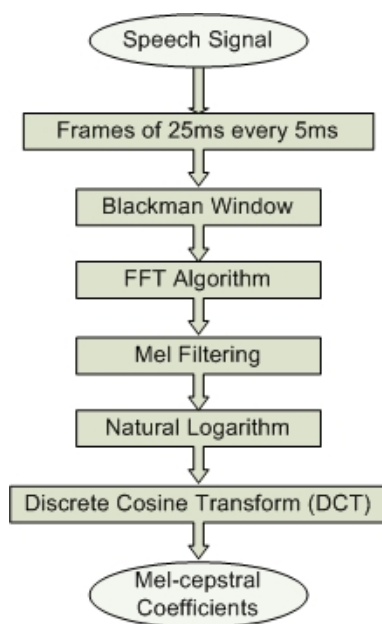 Speech Signal
Frames of 25ms every 5ms
Blackman Window
FFT Algorithm
Mel Filtering
Natural Logarithm
Discrete Cosine Transform (DCT)
Mel-cepstral
Coefficients